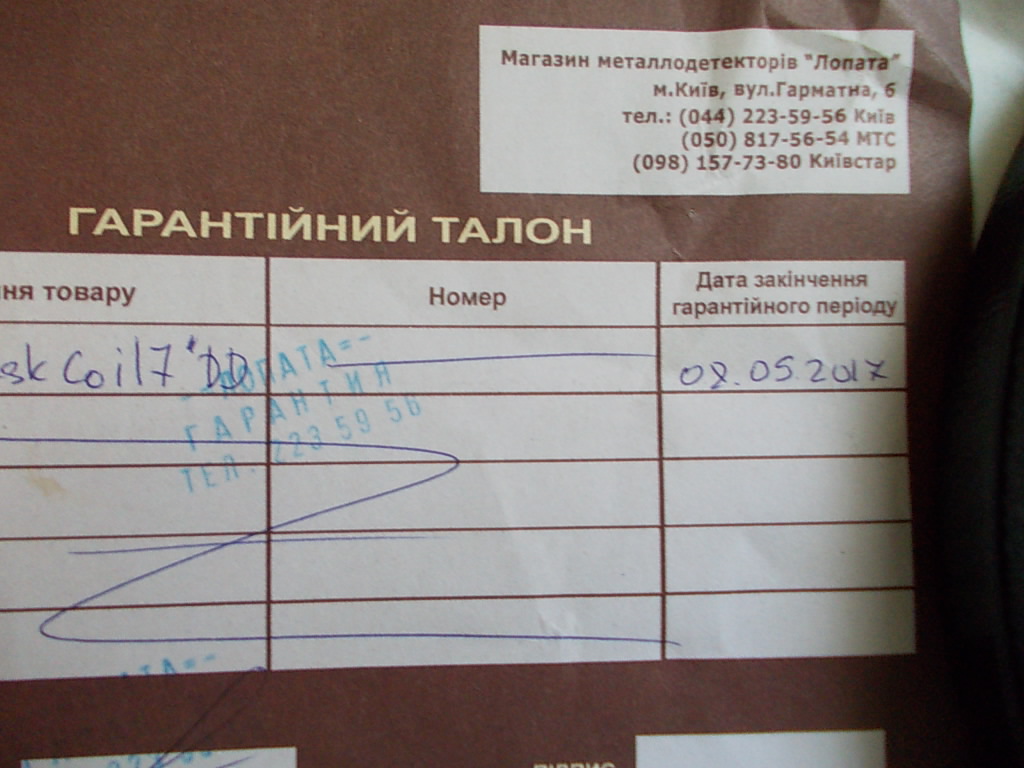 Магазин металлодетекторів "Лопата"
м.Київ, вул.Гарматна, 6
тел.: (044) 223-59-56 Київ
(050) 817-56-54 МТС
(098) 157-73-80 Київстар
ГАРАНТІЙНИЙ ТАЛОН
ння товару
Номер
Дата закінчення
гарантійного періоду
sk Coil 7" DD
08.05.2017
-=ЛОПАТА=-
ГАРАНТИЯ
ТЕЛ. 223 59 56
АТА=-